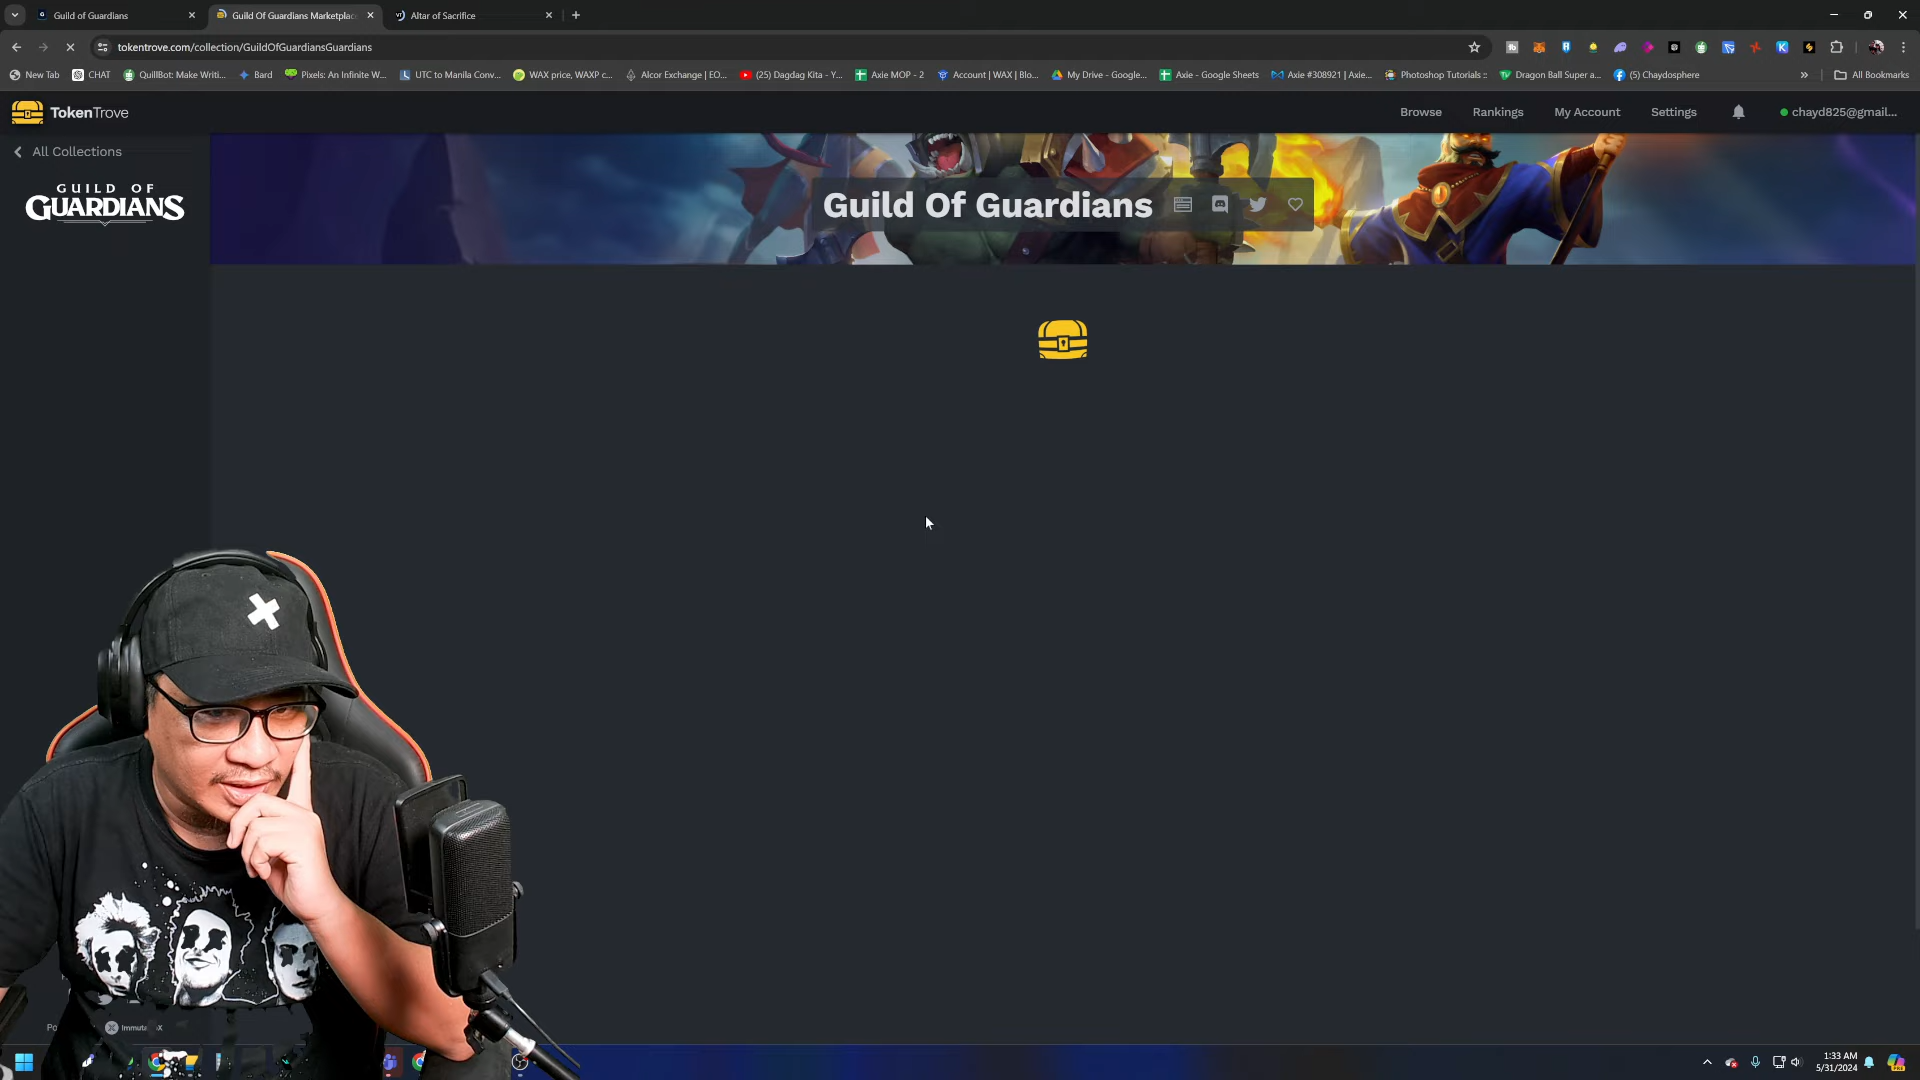 Guild of Guardians
Guild Of Guardians Marketplac
Altar of Sacrifice
tokentrove.com/collection/GuildOfGuardiansGuardians
New Tab
CHAT
QuillBot: Make Writi...
Bard
Pixels: An Infinite W...
UTC to Manila Conv...
WAX price, WAXP c...
Alcor Exchange | EO...
(25) Dagdag Kita - Y...
Axie MOP - 2
Account | WAX | Blo...
My Drive - Google...
Axie - Google Sheets
Axie #308921 | Axie...
Photoshop Tutorials ::
Dragon Ball Super a...
(5) Chaydosphere
All Bookmarks
TokenTrove
Browse
Rankings
My Account
Settings
chayd825@gmail...
All Collections
GUILD OF
GUARDIANS
Guild Of Guardians
1:33 AM
5/31/2024